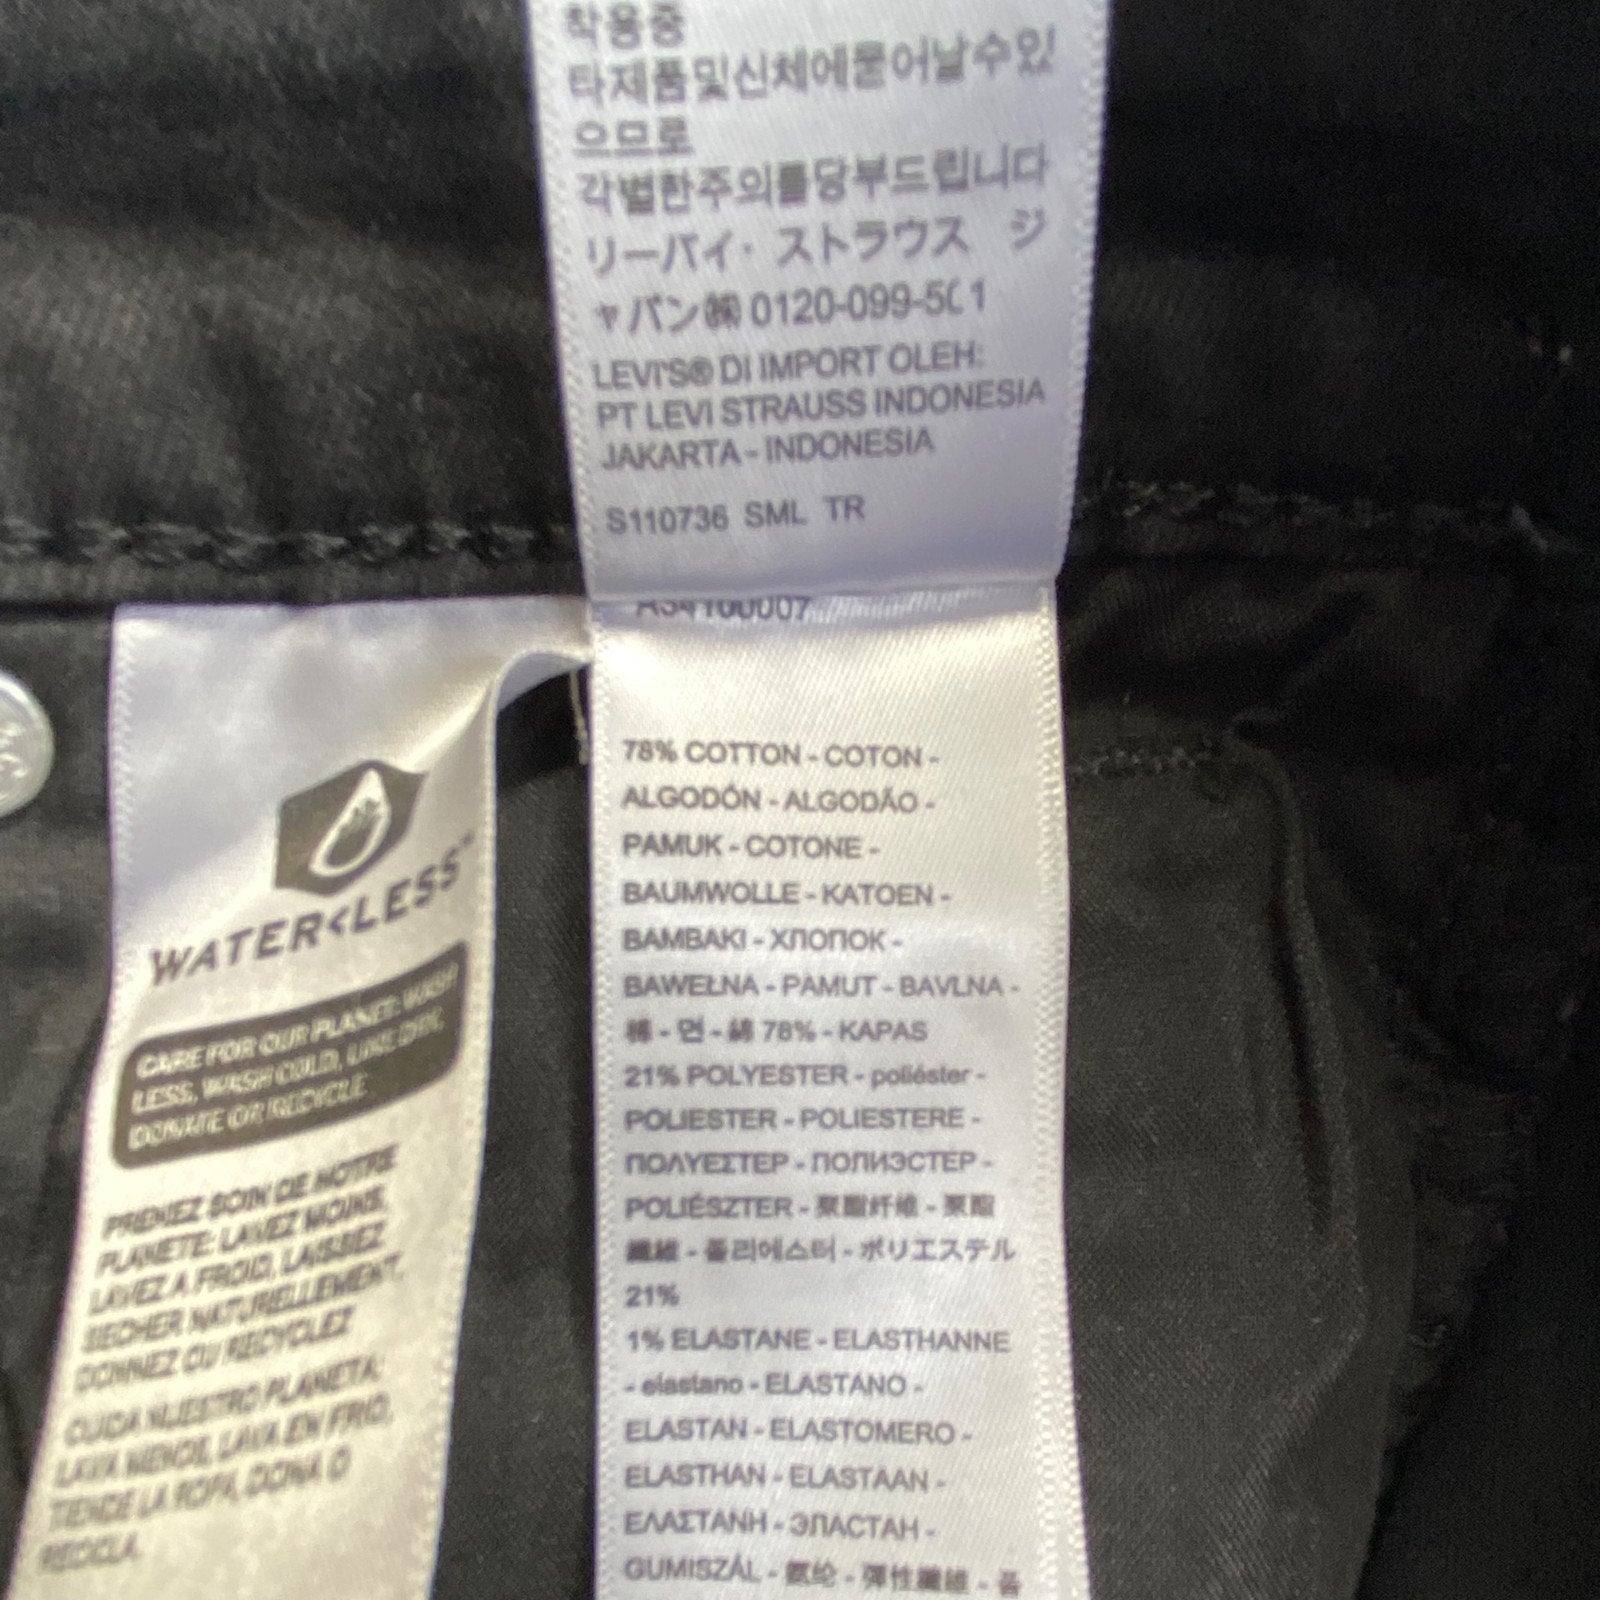 착용중
타제품및신체에묻어날수있
으므로
각별한주의를당부드립니다
リーバイ・ストラウス ジ
ャパン㈱ 0120-099-501
LEVI'S® DI IMPORT OLEH:
PT LEVI STRAUSS INDONESIA
JAKARTA - INDONESIA
S110736 SML TR
A34100007
78% COTTON - COTON -
ALGODÓN - ALGODÃO -
PAMUK - COTONE -
BAUMWOLLE - KATOEN -
ΒΑΜΒΑΚΙ - ХЛОПОК -
BAWEŁNA - PAMUT - BAVLNA -
棉 - 면 - 綿 78% - KAPAS
21% POLYESTER - poliéster -
POLIESTER - POLIESTERE -
ΠΟΛΥΕΣΤΕΡ - ПОЛИЭСТЕР -
POLIÉSZTER - 聚酯纤维 - 聚酯
纖維 - 폴리에스터 - ポリエステル
21%
1% ELASTANE - ELASTHANNE
- elastano - ELASTANO -
ELASTAN - ELASTOMERO -
ELASTHAN - ELASTAAN -
ΕΛΑΣΤΑΝΗ - ЭЛАСТАН -
GUMISZÁL - 氨纶 - 彈性纖維 - 폴
WATER<LESS™
CARE FOR OUR PLANET: WASH
LESS, WASH COLD, LINE DRY,
DONATE OR RECYCLE
PRENEZ SOIN DE NOTRE
PLANÈTE: LAVEZ MOINS,
LAVEZ A FROID, LAISSEZ
SECHER NATURELLEMENT,
DONNEZ OU RECYCLEZ
CUIDA NUESTRO PLANETA:
LAVA MENOS, LAVA EN FRIO,
TIENDE LA ROPA, DONA O
RECICLA.